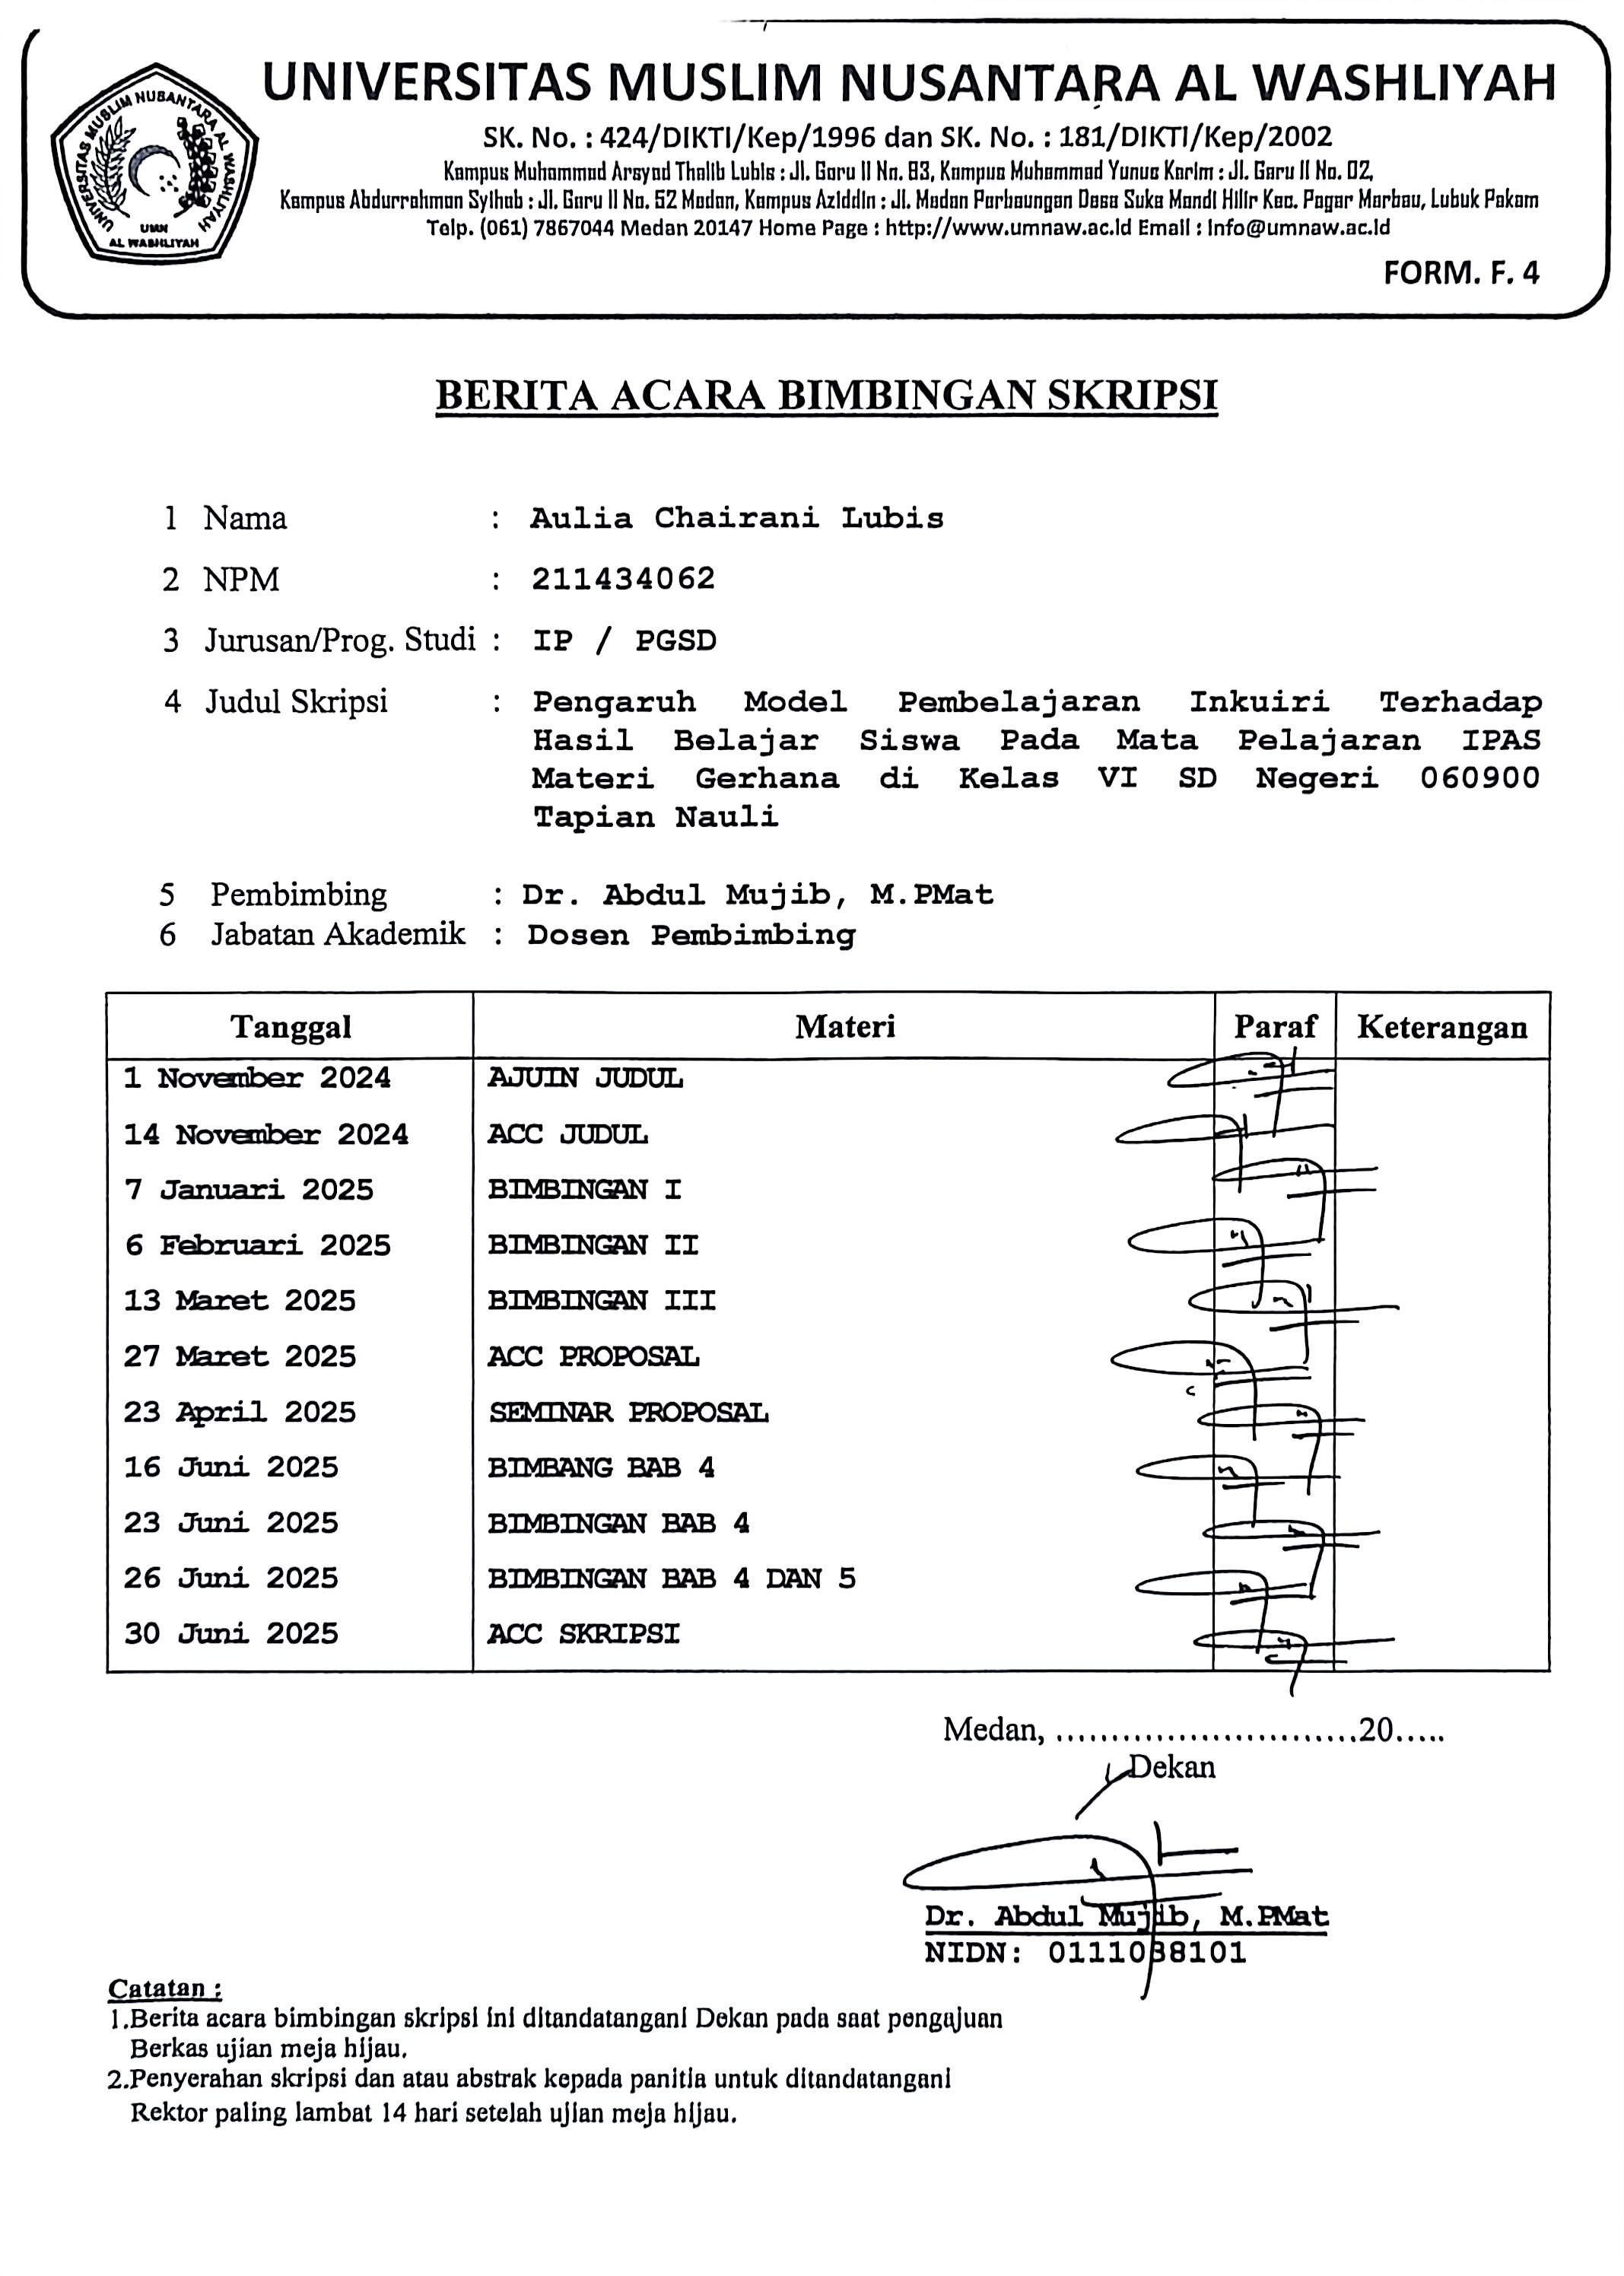 UNIVERSITAS MUSLIM NUSANTARA AL WASHLIYAH
UMN
AL WASHLIYAH
UNIVERSITAS MUSLIM NUSANTARA AL WASHLIYAH
SK. No. : 424/DIKTI/Kep/1996 dan SK. No. : 181/DIKTI/Kep/2002
Kampus Muhammad Arsyad Thalib Lubis : Jl. Garu II No. 93, Kampus Muhammad Yunus Karim : Jl. Garu II No. 02,
Kampus Abdurrahman Syihab : Jl. Garu II No. 52 Medan, Kampus Aziddin : Jl. Medan Perbaungan Desa Suka Mandi Hilir Kec. Pagar Merbau, Lubuk Pakam
Telp. (061) 7867044 Medan 20147 Home Page : http://www.umnaw.ac.id Email : info@umnaw.ac.id
FORM. F. 4
BERITA ACARA BIMBINGAN SKRIPSI
1 Nama : Aulia Chairani Lubis
2 NPM : 211434062
3 Jurusan/Prog. Studi : IP / PGSD
4 Judul Skripsi : Pengaruh Model Pembelajaran Inkuiri Terhadap
Hasil Belajar Siswa Pada Mata Pelajaran IPAS
Materi Gerhana di Kelas VI SD Negeri 060900
Tapian Nauli
5 Pembimbing : Dr. Abdul Mujib, M.PMat
6 Jabatan Akademik : Dosen Pembimbing
Tanggal Materi Paraf Keterangan
1 November 2024 AJUIN JUDUL
14 November 2024 ACC JUDUL
7 Januari 2025 BIMBINGAN I
6 Februari 2025 BIMBINGAN II
13 Maret 2025 BIMBINGAN III
27 Maret 2025 ACC PROPOSAL
23 April 2025 SEMINAR PROPOSAL
16 Juni 2025 BIMBANG BAB 4
23 Juni 2025 BIMBINGAN BAB 4
26 Juni 2025 BIMBINGAN BAB 4 DAN 5
30 Juni 2025 ACC SKRIPSI
Medan, ...........................20.....
Dekan
Dr. Abdul Mujib, M.PMat
NIDN: 0111038101
Catatan :
1.Berita acara bimbingan skripsi ini ditandatangani Dekan pada saat pengajuan
Berkas ujian meja hijau.
2.Penyerahan skripsi dan atau abstrak kepada panitia untuk ditandatangani
Rektor paling lambat 14 hari setelah ujian meja hijau.